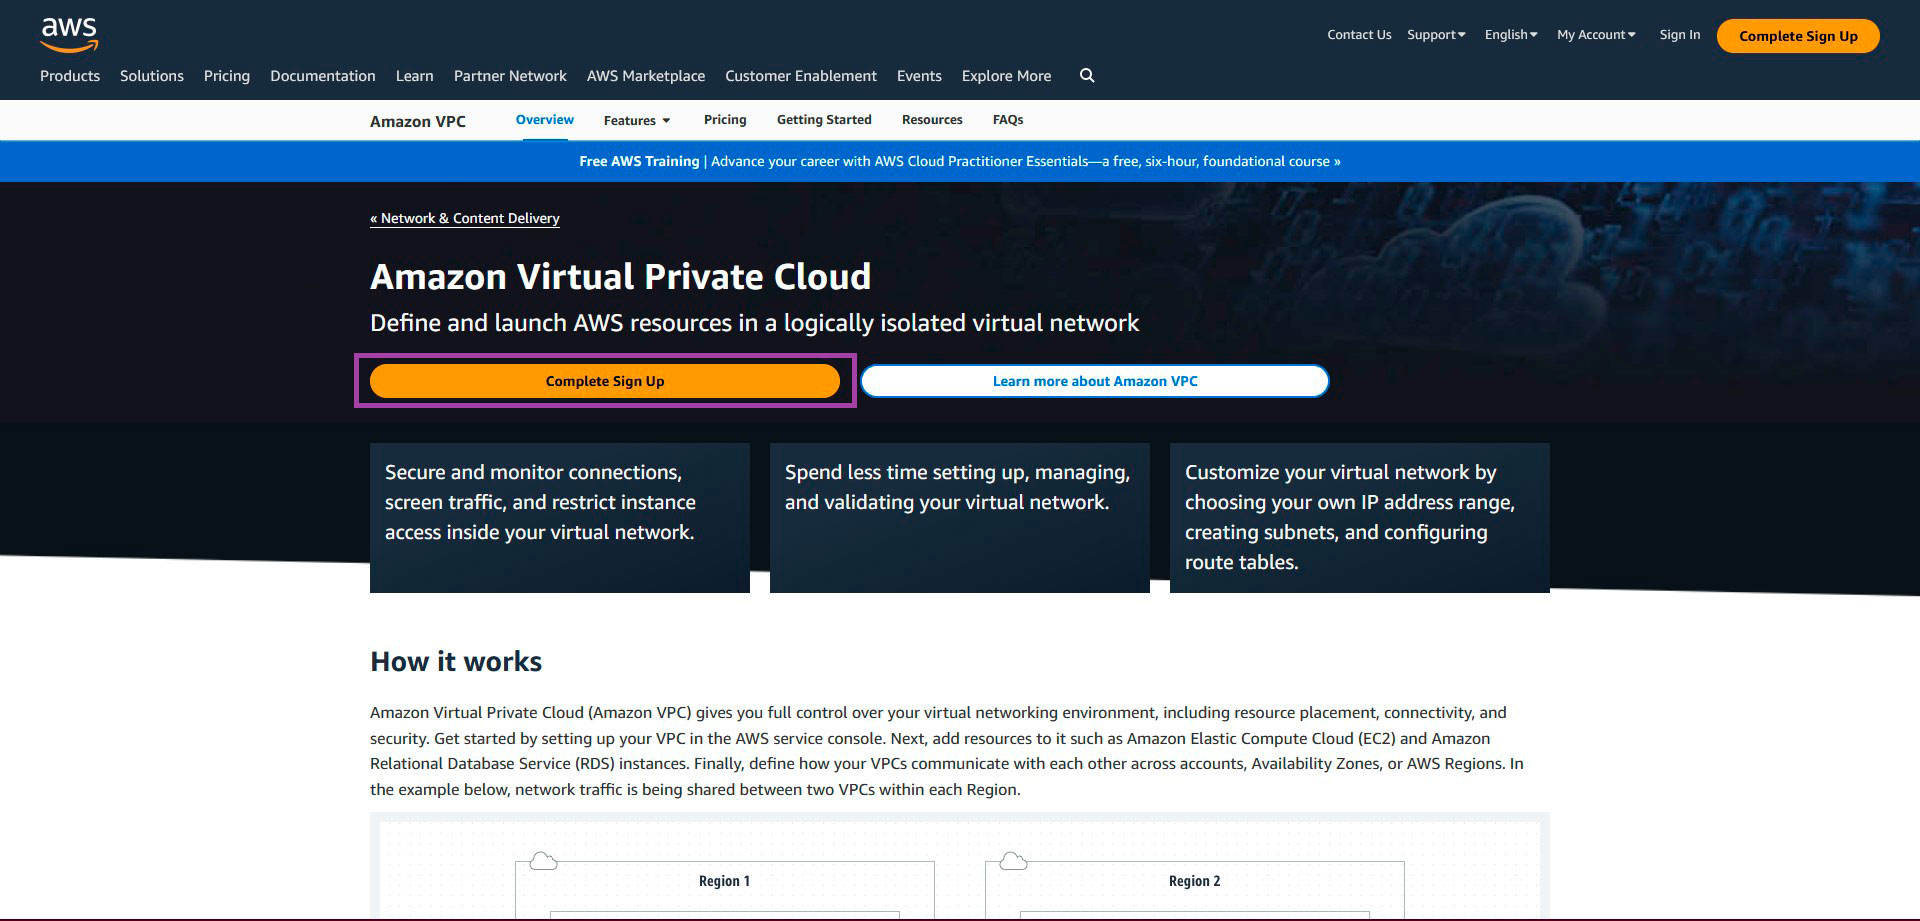 aws
Contact Us Support English My Account Sign In Complete Sign Up
Products Solutions Pricing Documentation Learn Partner Network AWS Marketplace Customer Enablement Events Explore More
Amazon VPC Overview Features Pricing Getting Started Resources FAQs
Free AWS Training | Advance your career with AWS Cloud Practitioner Essentials—a free, six-hour, foundational course »
« Network & Content Delivery
Amazon Virtual Private Cloud
Define and launch AWS resources in a logically isolated virtual network
Complete Sign Up Learn more about Amazon VPC
Secure and monitor connections,
screen traffic, and restrict instance
access inside your virtual network.
Spend less time setting up, managing,
and validating your virtual network.
Customize your virtual network by
choosing your own IP address range,
creating subnets, and configuring
route tables.
How it works
Amazon Virtual Private Cloud (Amazon VPC) gives you full control over your virtual networking environment, including resource placement, connectivity, and
security. Get started by setting up your VPC in the AWS service console. Next, add resources to it such as Amazon Elastic Compute Cloud (EC2) and Amazon
Relational Database Service (RDS) instances. Finally, define how your VPCs communicate with each other across accounts, Availability Zones, or AWS Regions. In
the example below, network traffic is being shared between two VPCs within each Region.
Region 1 Region 2